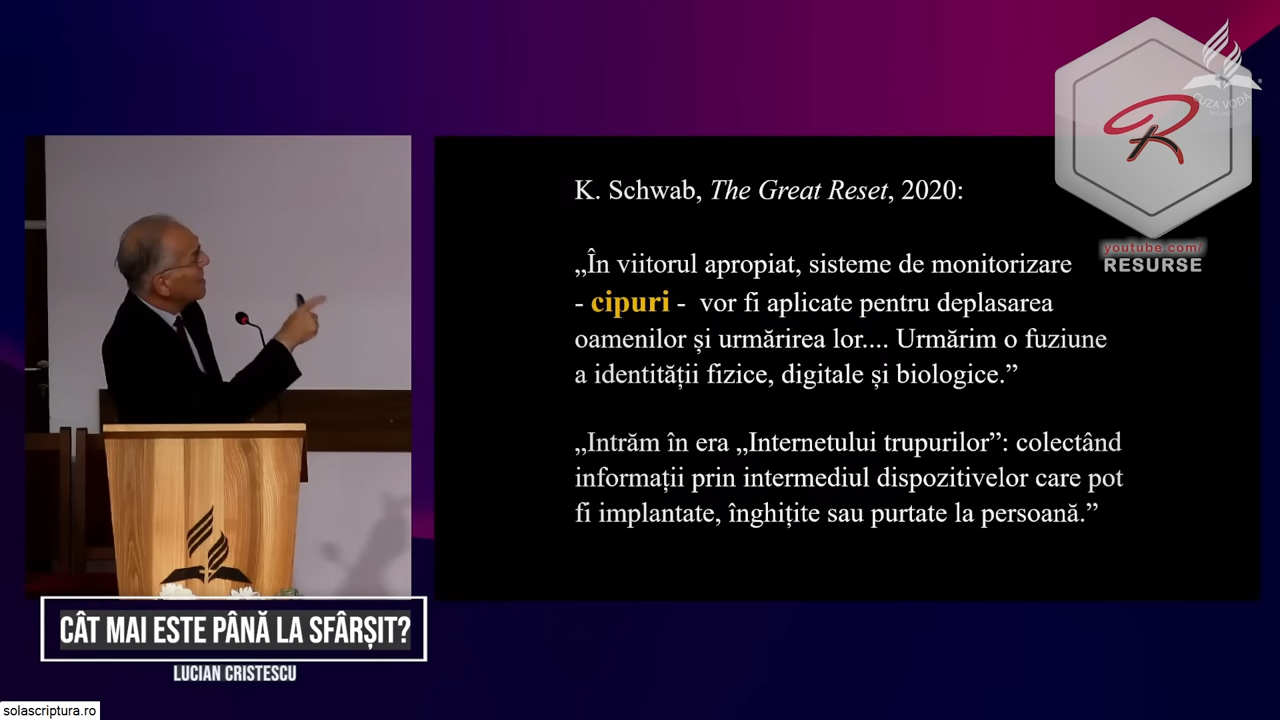 CUZA VODĂ
R
youtube.com/
RESURSE
K. Schwab, The Great Reset, 2020:
„În viitorul apropiat, sisteme de monitorizare
- cipuri - vor fi aplicate pentru deplasarea
oamenilor și urmărirea lor.... Urmărim o fuziune
a identității fizice, digitale și biologice.”
„Intrăm în era „Internetului trupurilor”: colectând
informații prin intermediul dispozitivelor care pot
fi implantate, înghițite sau purtate la persoană.”
CÂT MAI ESTE PÂNĂ LA SFÂRȘIT?
LUCIAN CRISTESCU
solascriptura.ro